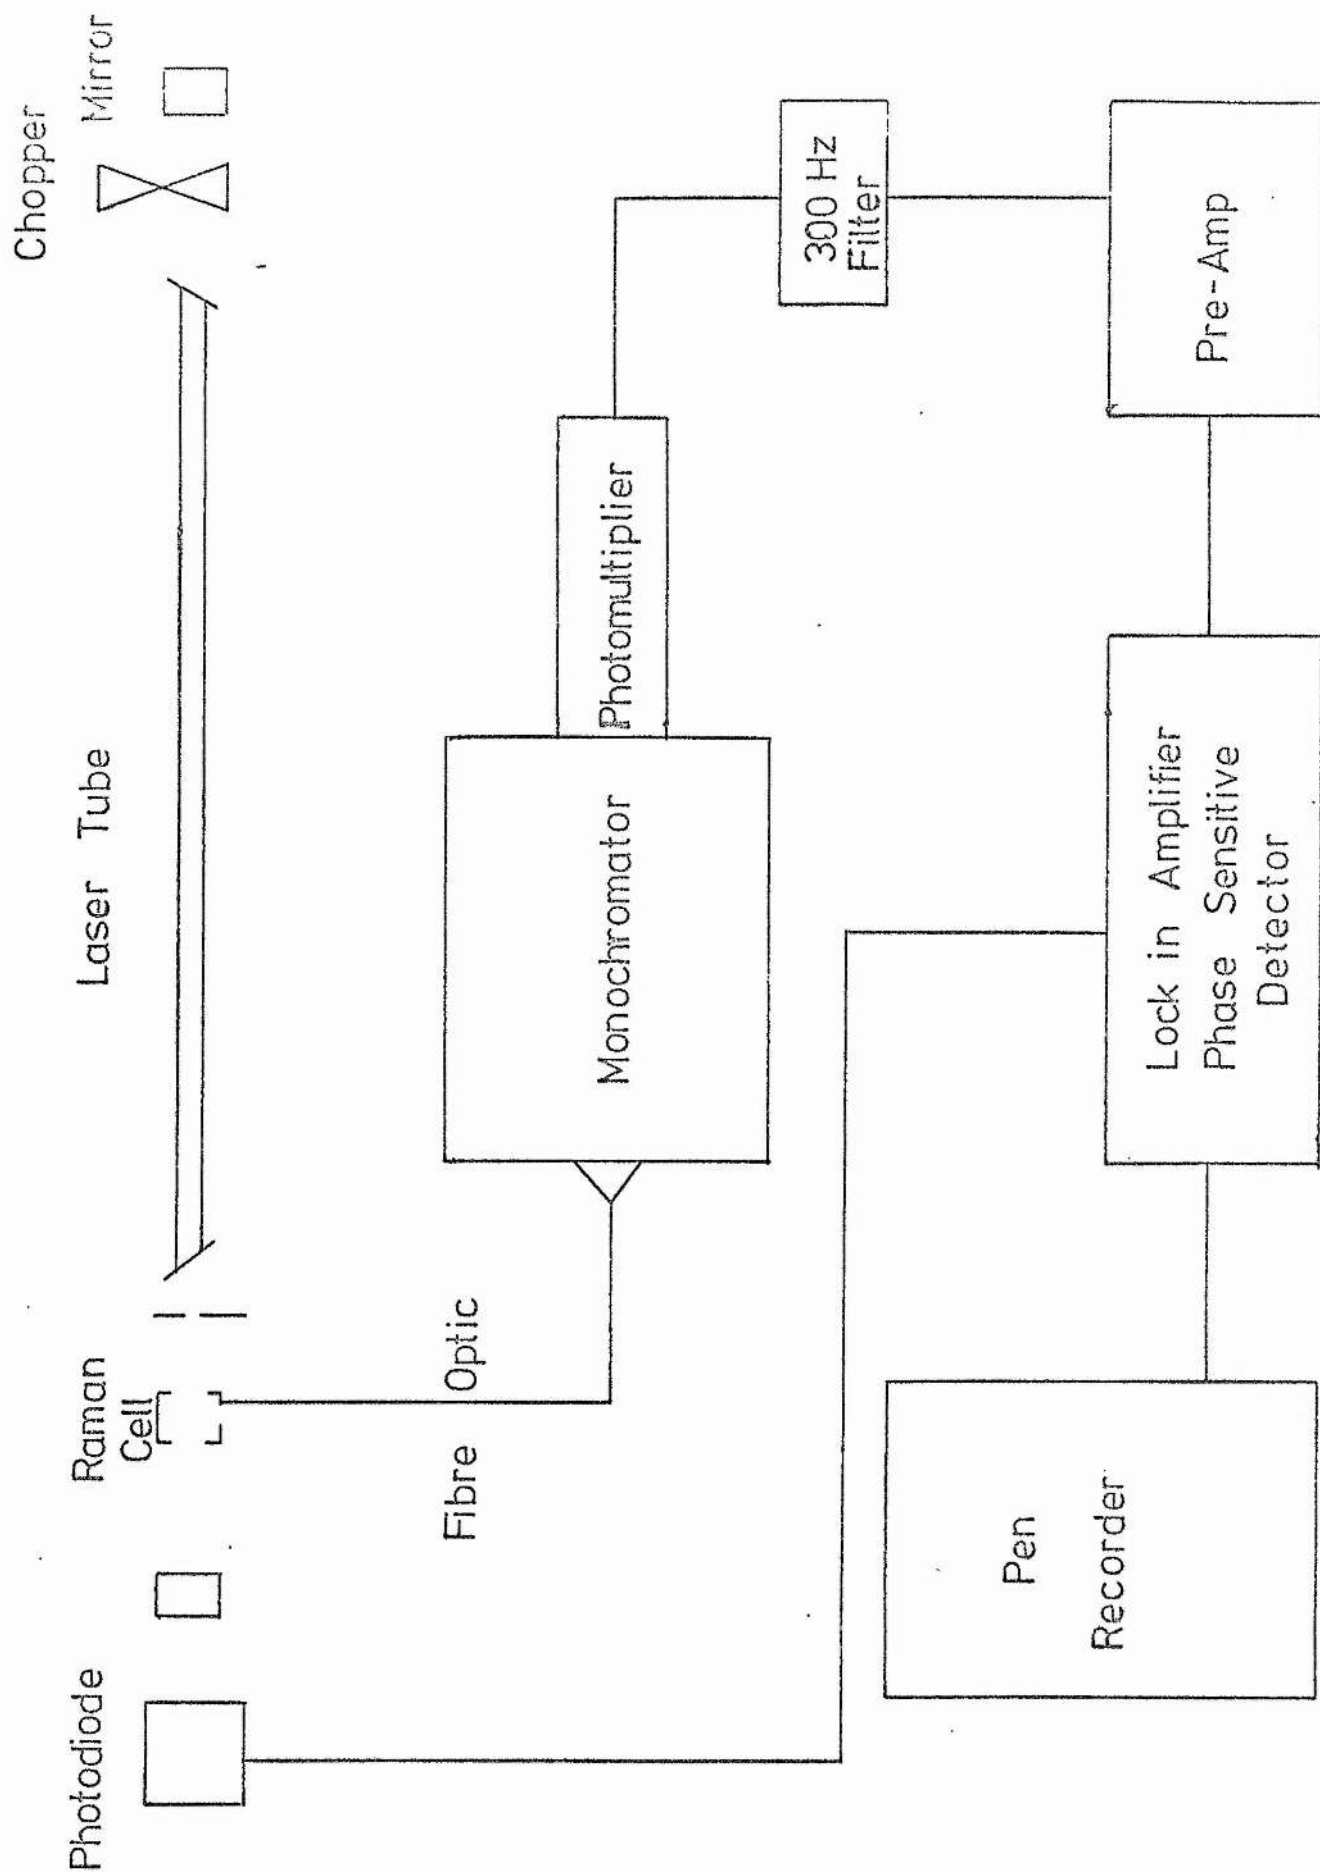 Photodiode
Raman
Cell
Laser Tube
Chopper
Mirror
Fibre Optic
Monochromator
Photomultiplier
300 Hz
Filter
Pen
Recorder
Lock in Amplifier
Phase Sensitive
Detector
Pre-Amp